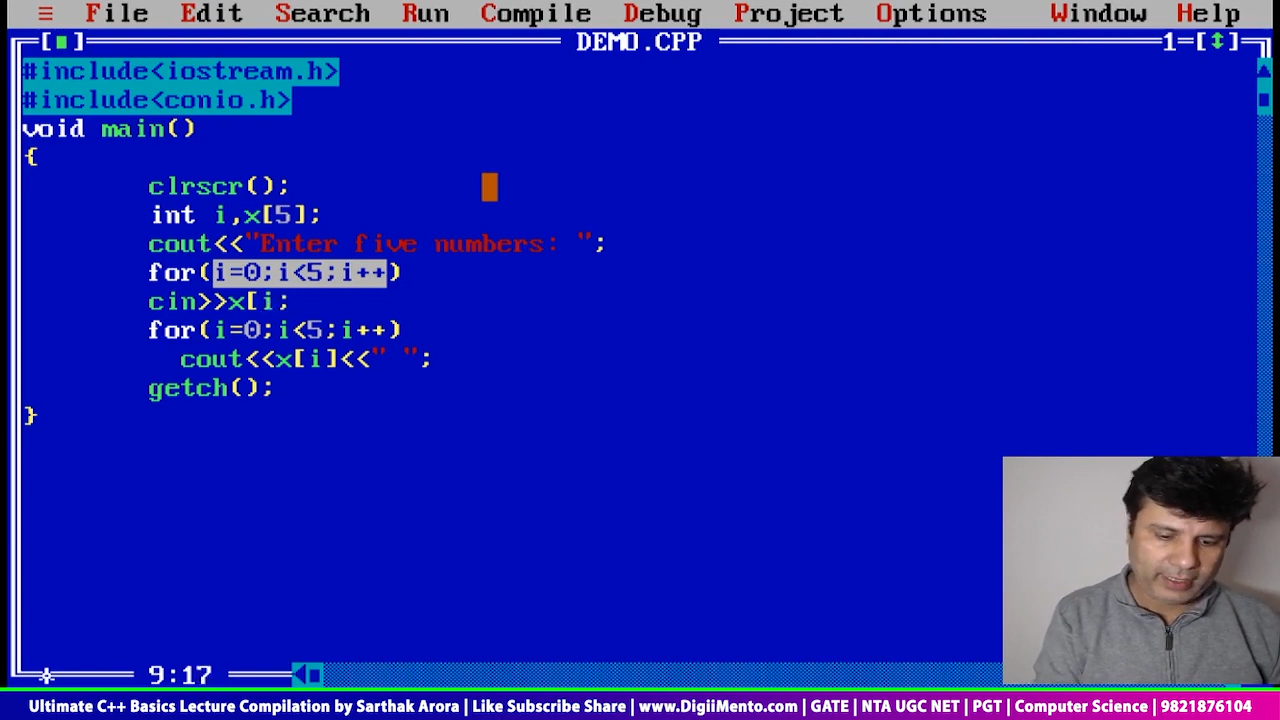 ≡ File Edit Search Run Compile Debug Project Options Window Help
[■] DEMO.CPP 1=[↕]
#include<iostream.h>
#include<conio.h>
void main()
{
clrscr();
int i,x[5];
cout<<"Enter five numbers: ";
for(i=0;i<5;i++)
cin>>x[i;
for(i=0;i<5;i++)
cout<<x[i]<<" ";
getch();
}
9:17
Ultimate C++ Basics Lecture Compilation by Sarthak Arora | Like Subscribe Share | www.DigiiMento.com | GATE | NTA UGC NET | PGT | Computer Science | 9821876104